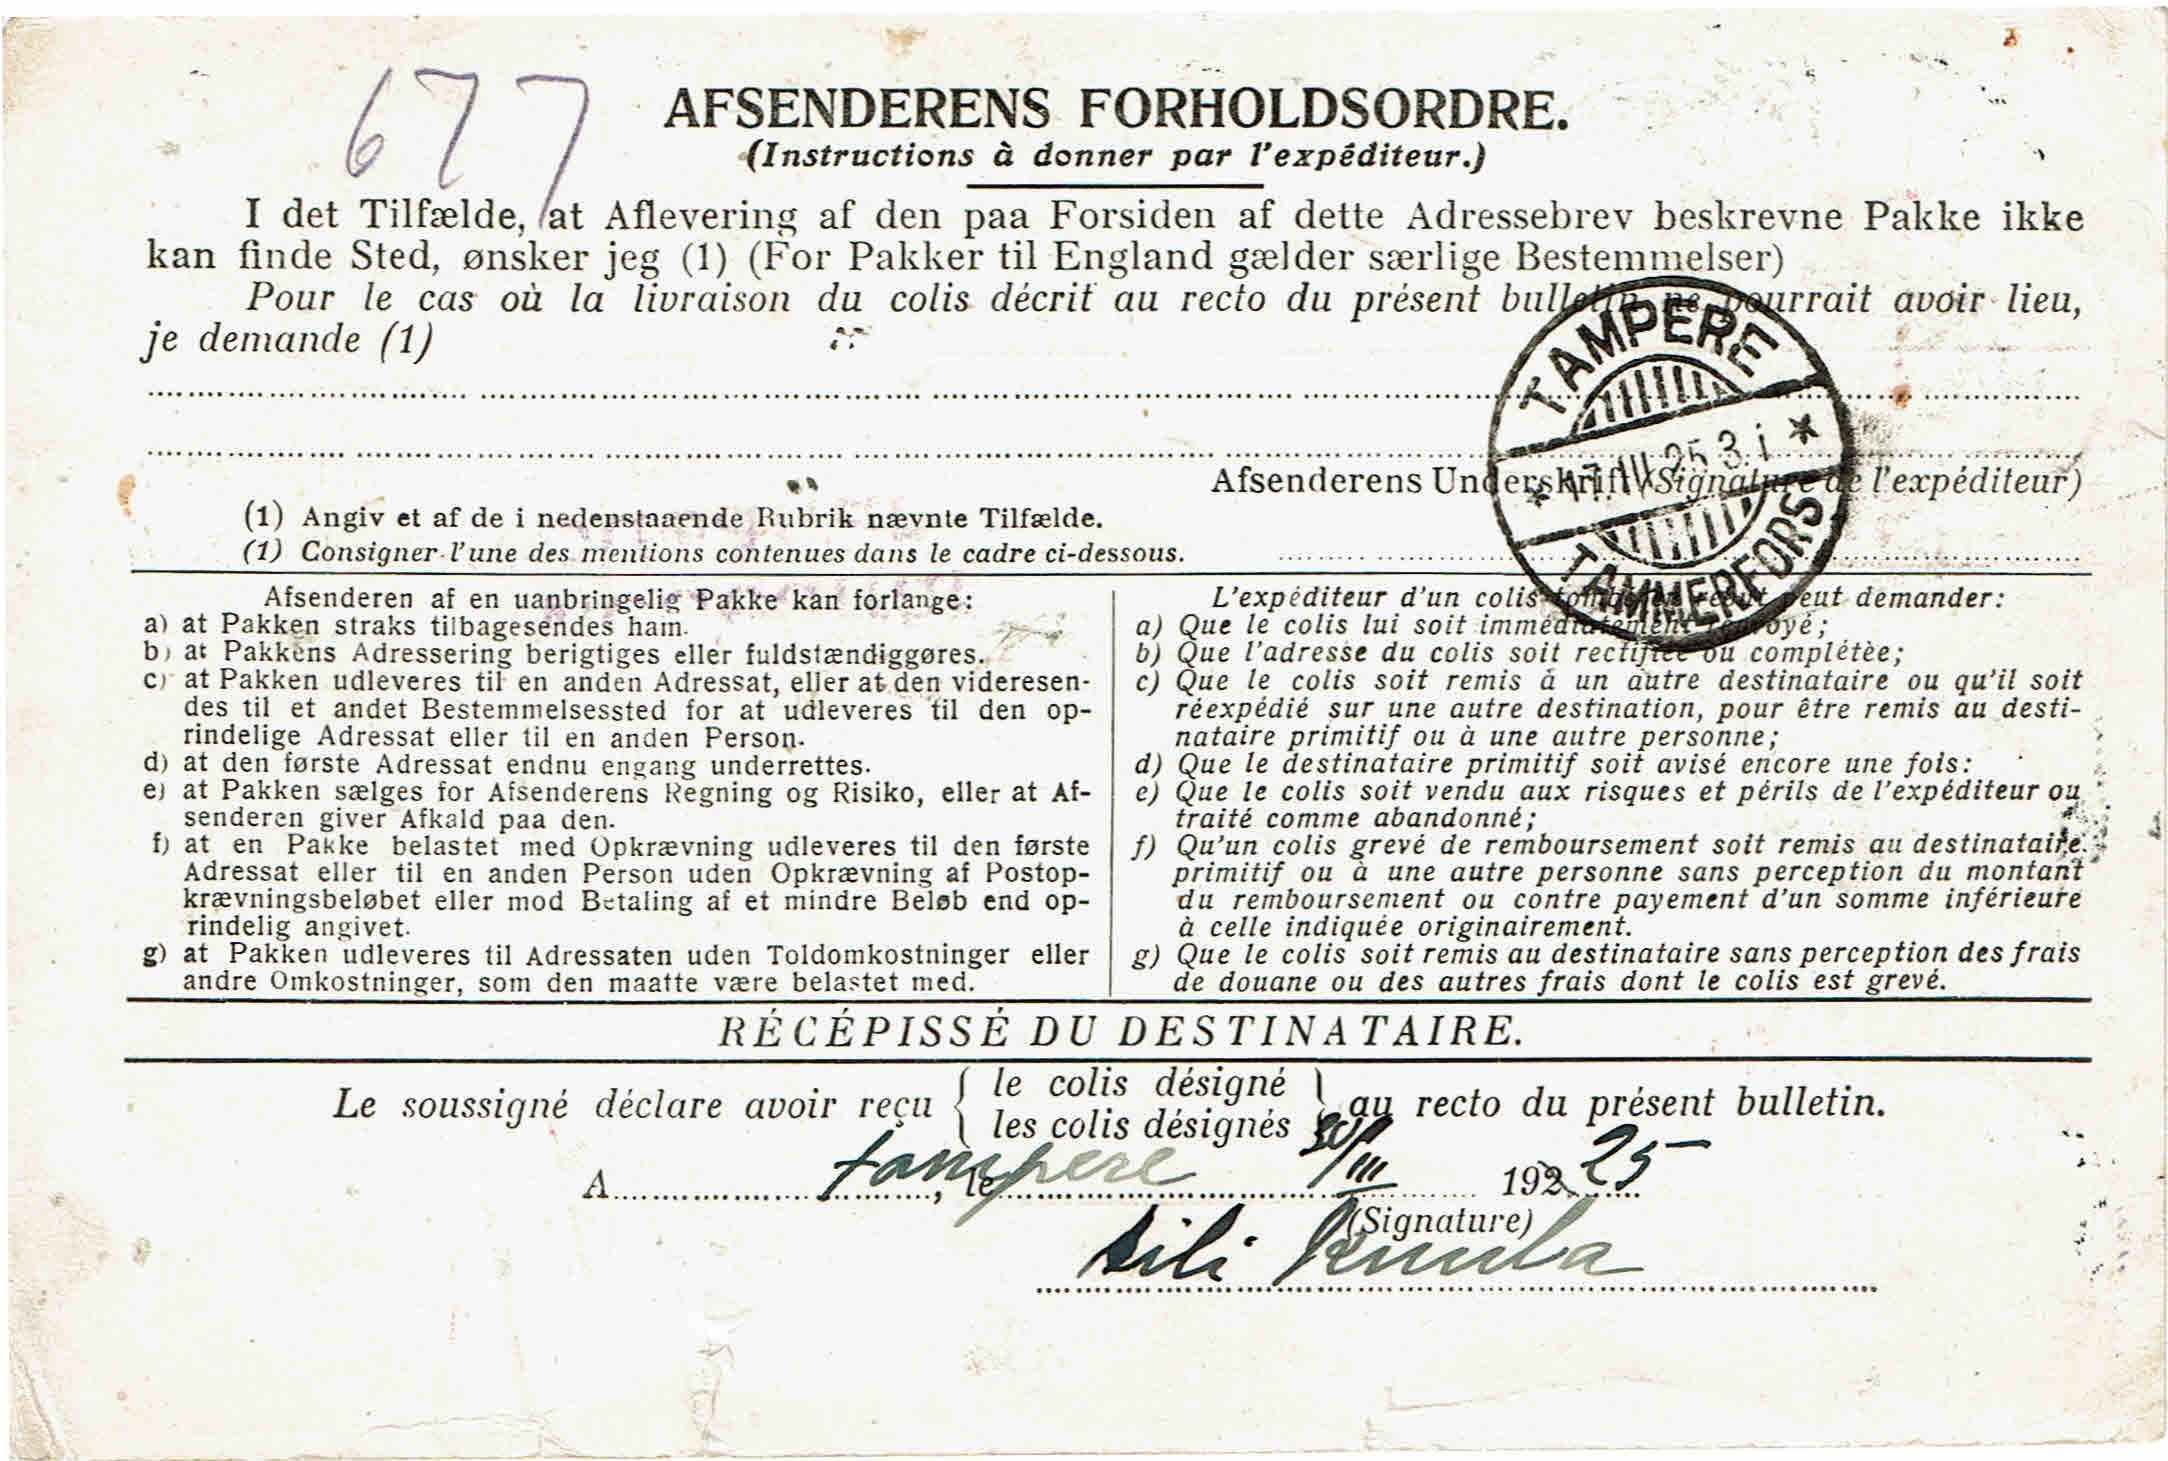 677
AFSENDERENS FORHOLDSORDRE.
(Instructions à donner par l'expéditeur.)
I det Tilfælde, at Aflevering af den paa Forsiden af dette Adressebrev beskrevne Pakke ikke
kan finde Sted, ønsker jeg (1) (For Pakker til England gælder særlige Bestemmelser)
Pour le cas où la livraison du colis décrit au recto du présent bulletin ne pourrait avoir lieu,
je demande (1)
TAMPERE
* 17.III.25.3.i *
TAMMERFORS
Afsenderens Underskrift (Signature de l'expéditeur)
(1) Angiv et af de i nedenstaaende Rubrik nævnte Tilfælde.
(1) Consigner l'une des mentions contenues dans le cadre ci-dessous.
Afsenderen af en uanbringelig Pakke kan forlange:
a) at Pakken straks tilbagesendes ham.
b) at Pakkens Adressering berigtiges eller fuldstændiggøres.
c) at Pakken udleveres til en anden Adressat, eller at den videresen-
des til et andet Bestemmelsessted for at udleveres til den op-
rindelige Adressat eller til en anden Person.
d) at den første Adressat endnu engang underrettes.
e) at Pakken sælges for Afsenderens Regning og Risiko, eller at Af-
senderen giver Afkald paa den.
f) at en Pakke belastet med Opkrævning udleveres til den første
Adressat eller til en anden Person uden Opkrævning af Postop-
krævningsbeløbet eller mod Betaling af et mindre Beløb end op-
rindelig angivet.
g) at Pakken udleveres til Adressaten uden Toldomkostninger eller
andre Omkostninger, som den maatte være belastet med.
L'expéditeur d'un colis tombé en rebut peut demander:
a) Que le colis lui soit immédiatement renvoyé;
b) Que l'adresse du colis soit rectifiée ou complétèe;
c) Que le colis soit remis à un autre destinataire ou qu'il soit
réexpédié sur une autre destination, pour être remis au desti-
nataire primitif ou à une autre personne;
d) Que le destinataire primitif soit avisé encore une fois:
e) Que le colis soit vendu aux risques et périls de l'expéditeur ou
traité comme abandonné;
f) Qu'un colis grevé de remboursement soit remis au destinataire
primitif ou à une autre personne sans perception du montant
du remboursement ou contre payement d'un somme inférieure
à celle indiquée originairement.
g) Que le colis soit remis au destinataire sans perception des frais
de douane ou des autres frais dont le colis est grevé.
RÉCÉPISSÉ DU DESTINATAIRE.
Le soussigné déclare avoir reçu { le colis désigné / les colis désignés } au recto du présent bulletin.
A tampere, le /III 192 25
(Signature)